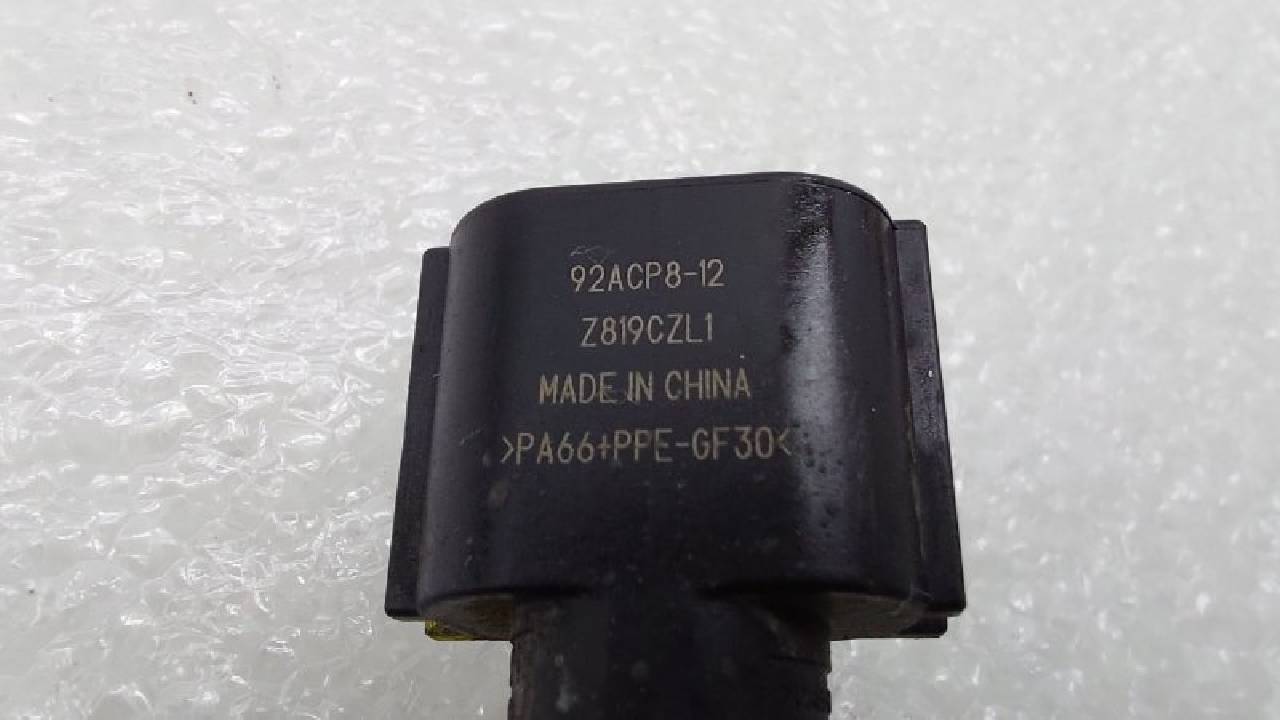 92ACP8-12
Z819CZL1
MADE IN CHINA
>PA66+PPE-GF30<